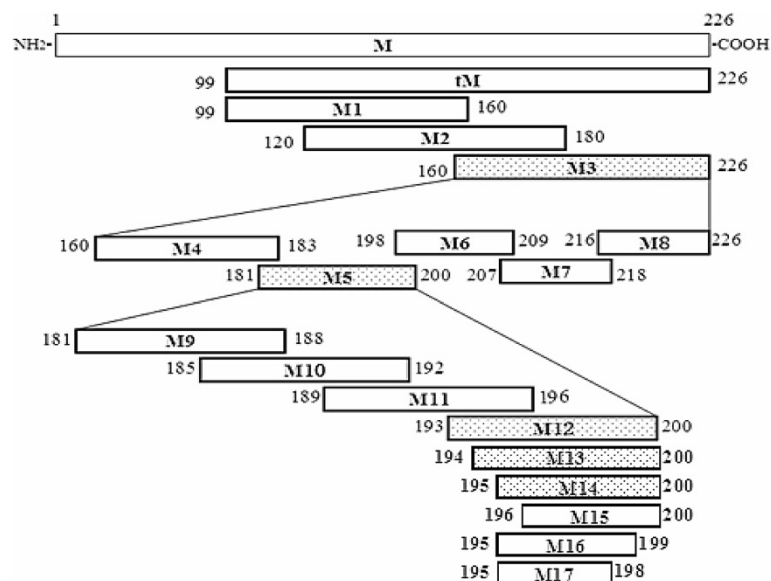 1 226
NH2- M -COOH
99 tM 226
99 M1 160
120 M2 180
160 M3 226
160 M4 183 198 M6 209 216 M8 226
181 M5 200 207 M7 218
181 M9 188
185 M10 192
189 M11 196
193 M12 200
194 M13 200
195 M14 200
196 M15 200
195 M16 199
195 M17 198